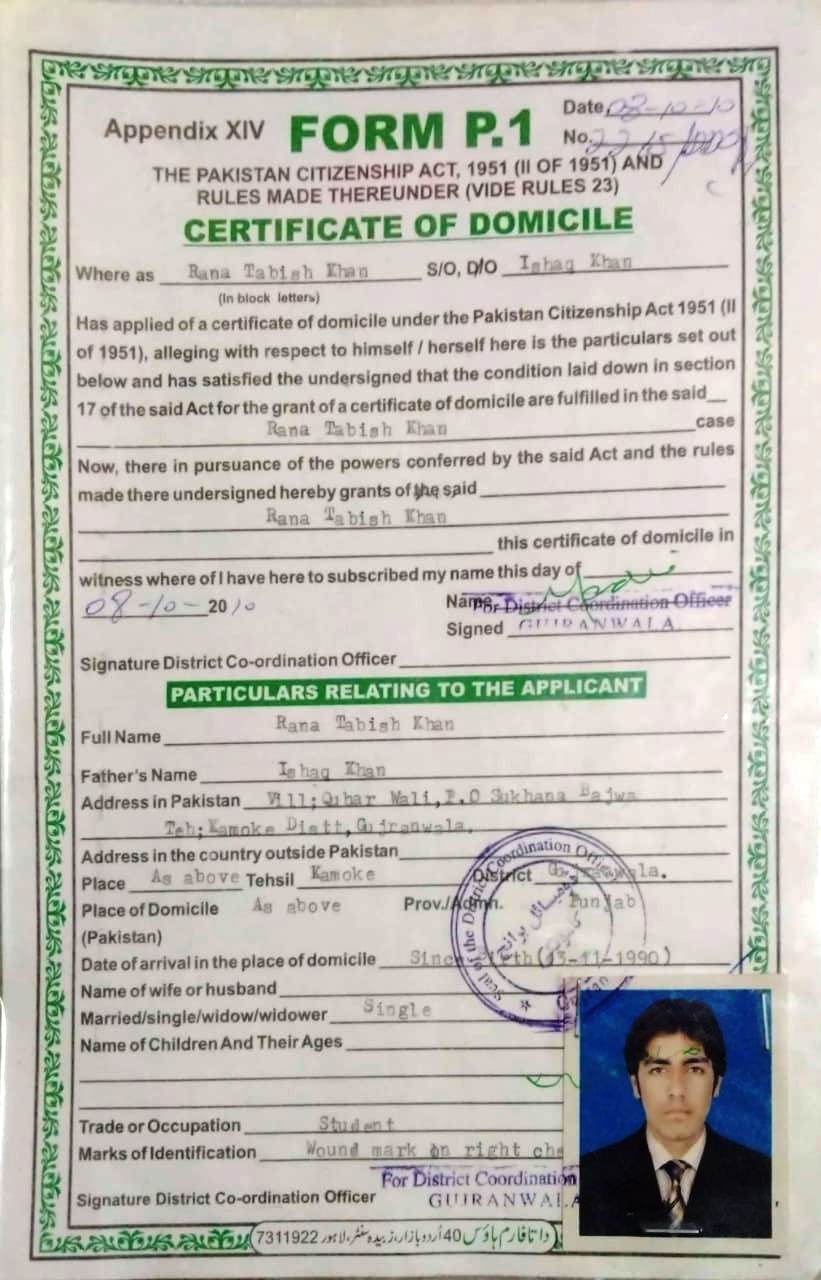 Appendix XIV FORM P.1 Date 08-10-10
No.
THE PAKISTAN CITIZENSHIP ACT, 1951 (II OF 1951) AND
RULES MADE THEREUNDER (VIDE RULES 23)
CERTIFICATE OF DOMICILE
Where as Rana Tabish Khan S/O, D/O Ishaq Khan
(In block letters)
Has applied of a certificate of domicile under the Pakistan Citizenship Act 1951 (II
of 1951), alleging with respect to himself / herself here is the particulars set out
below and has satisfied the undersigned that the condition laid down in section
17 of the said Act for the grant of a certificate of domicile are fulfilled in the said
Rana Tabish Khan case
Now, there in pursuance of the powers conferred by the said Act and the rules
made there undersigned hereby grants of the said
Rana Tabish Khan
this certificate of domicile in
witness where of I have here to subscribed my name this day of
08-10-2010 Name For District Coordination Officer
Signed GUJRANWALA
Signature District Co-ordination Officer
PARTICULARS RELATING TO THE APPLICANT
Full Name Rana Tabish Khan
Father's Name Ishaq Khan
Address in Pakistan Vill; Wali, P.O Sukhana Bajwa
Teh; Kamoke Distt, Gujranwala.
Address in the country outside Pakistan
Place As above Tehsil Kamoke District Gujranwala.
Place of Domicile As above Prov./Admn. Punjab
(Pakistan)
Date of arrival in the place of domicile Since Birth (13-11-1990)
Name of wife or husband
Married/single/widow/widower Single
Name of Children And Their Ages
Seal of the District Coordination Officer
Trade or Occupation Student
Marks of Identification Wound mark on right
For District Coordination
Signature District Co-ordination Officer GUJRANWALA
داتا فارم ہاؤس 40 اُردو بازار، زبیدہ سنٹر، لاہور 7311922